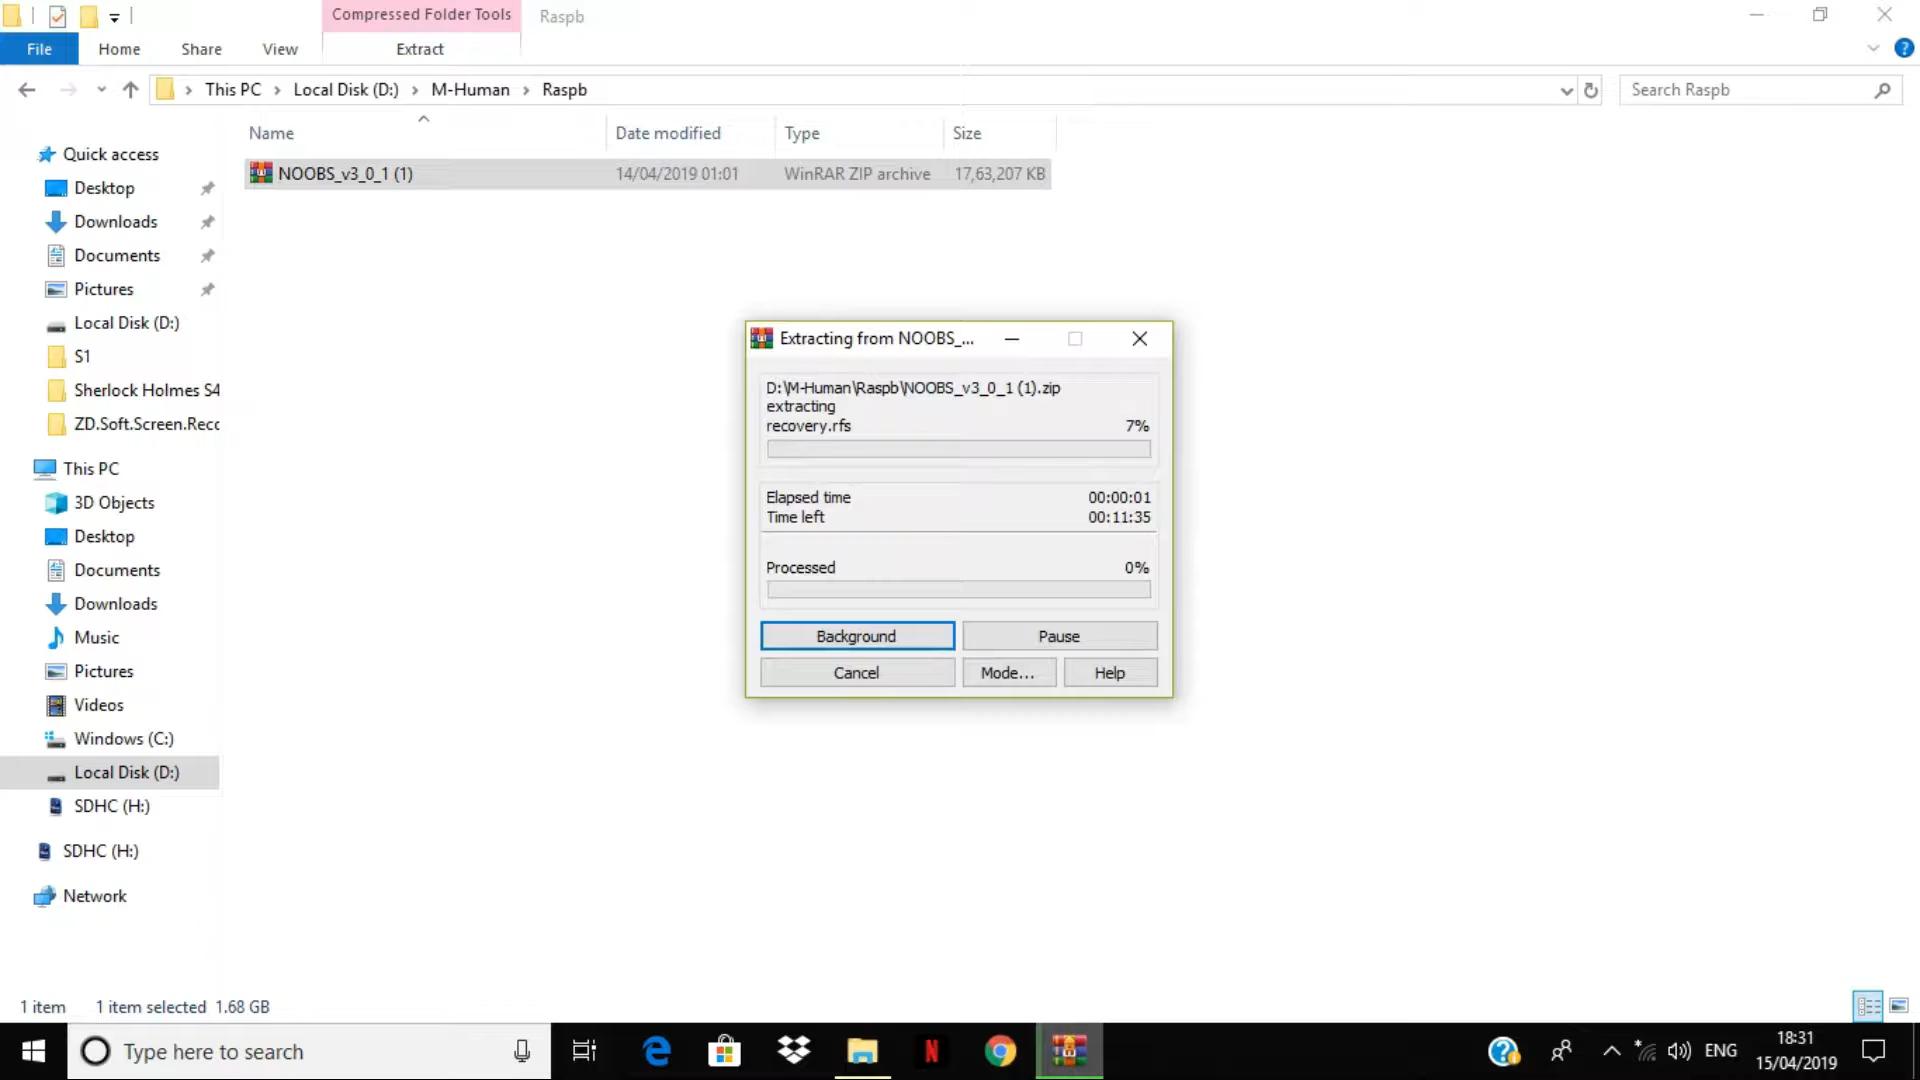 Compressed Folder Tools
Raspb
File
Home
Share
View
Extract
This PC
Local Disk (D:)
M-Human
Raspb
Search Raspb
Name
Date modified
Type
Size
NOOBS_v3_0_1 (1)
14/04/2019 01:01
WinRAR ZIP archive
17,63,207 KB
Quick access
Desktop
Downloads
Documents
Pictures
Local Disk (D:)
S1
Sherlock Holmes S4
ZD.Soft.Screen.Recc
This PC
3D Objects
Desktop
Documents
Downloads
Music
Pictures
Videos
Windows (C:)
Local Disk (D:)
SDHC (H:)
SDHC (H:)
Network
Extracting from NOOBS_...
D:\M-Human\Raspb\NOOBS_v3_0_1 (1).zip
extracting
recovery.rfs 7%
Elapsed time 00:00:01
Time left 00:11:35
Processed 0%
Background
Pause
Cancel
Mode...
Help
1 item 1 item selected 1.68 GB
Type here to search
ENG
18:31
15/04/2019